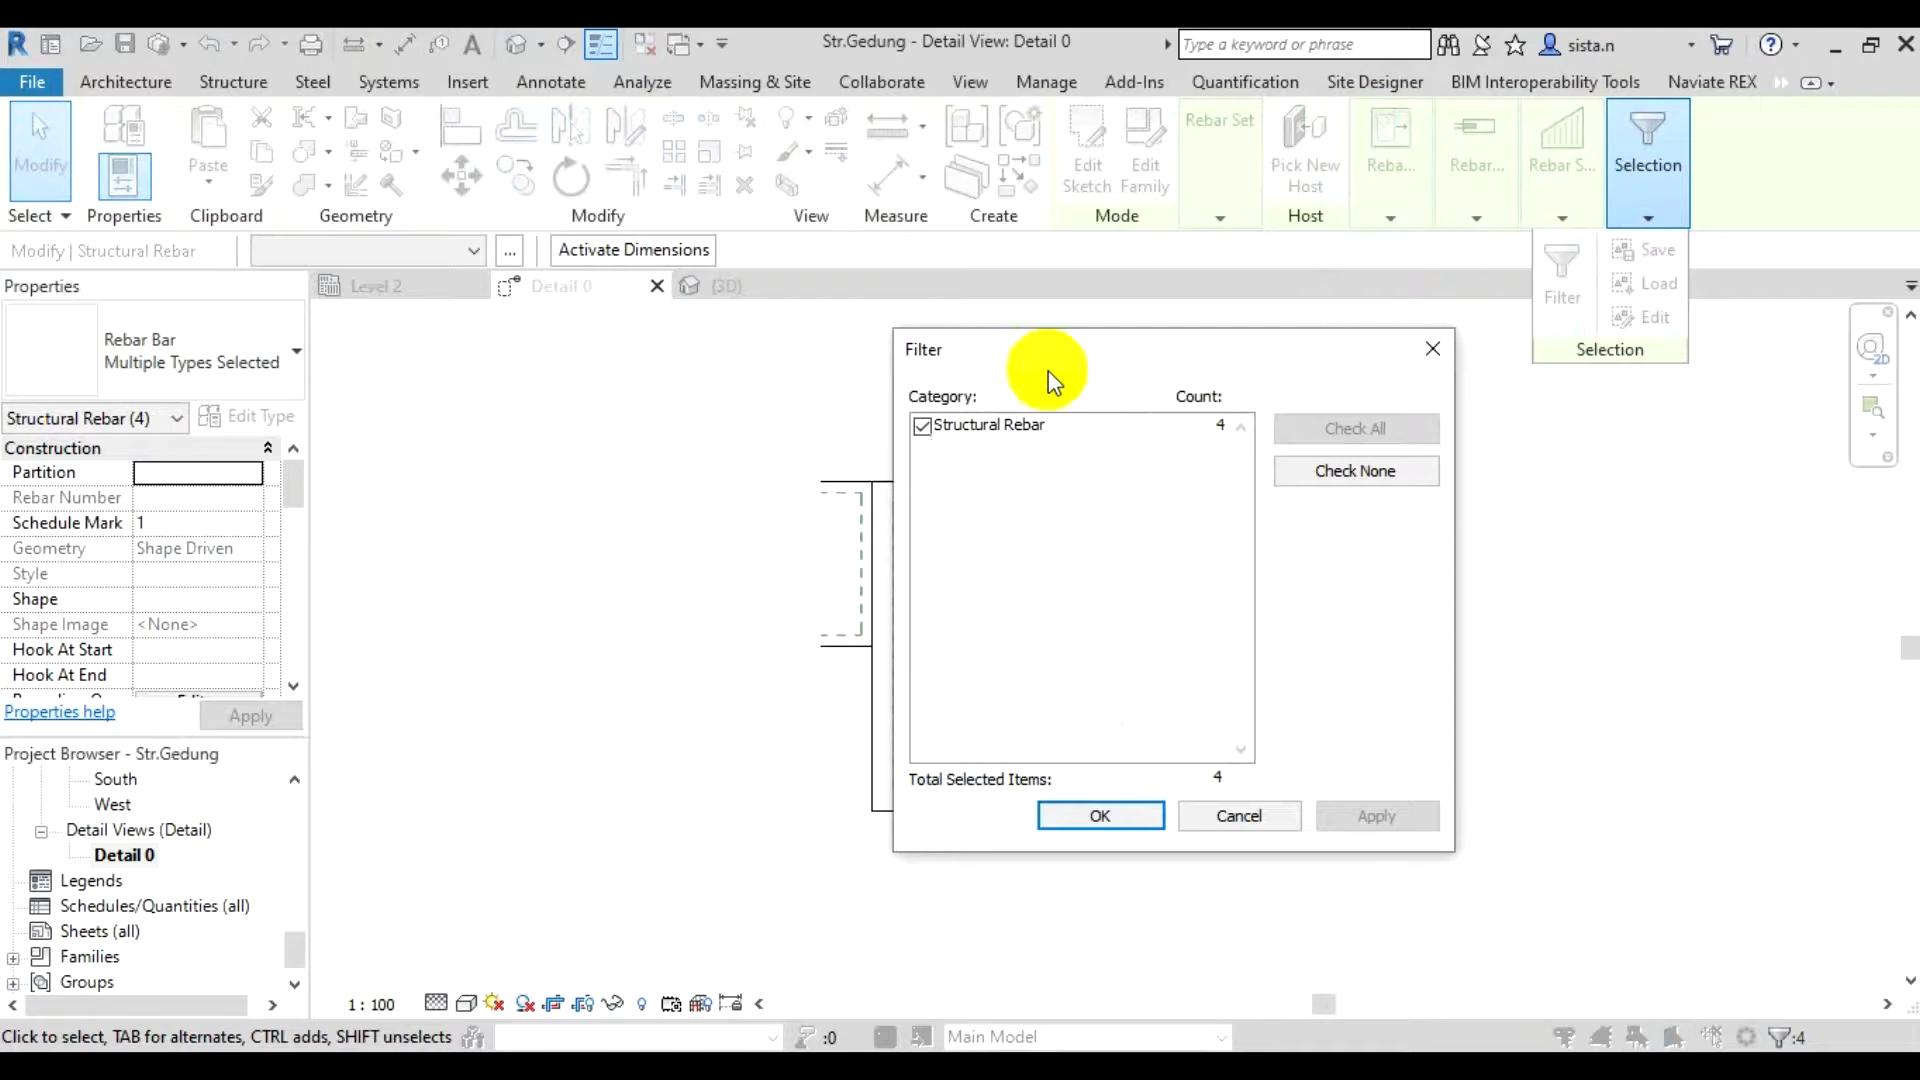 Str.Gedung - Detail View: Detail 0
Type a keyword or phrase
sista.n
File Architecture Structure Steel Systems Insert Annotate Analyze Massing & Site Collaborate View Manage Add-Ins Quantification Site Designer BIM Interoperability Tools Naviate REX
Modify
Paste
Edit Sketch
Edit Family
Rebar Set
Pick New Host
Reba...
Rebar...
Rebar S...
Selection
Select Properties Clipboard Geometry Modify View Measure Create Mode Host
Modify | Structural Rebar
...
Activate Dimensions
Filter
Save
Load
Edit
Selection
Properties
Level 2
Detail 0
(3D)
Rebar Bar
Multiple Types Selected
Structural Rebar (4)
Edit Type
Construction
Partition
Rebar Number
Schedule Mark 1
Geometry Shape Driven
Style
Shape
Shape Image <None>
Hook At Start
Hook At End
Properties help
Apply
Filter
Category: Count:
Structural Rebar 4
Check All
Check None
Total Selected Items: 4
OK
Cancel
Apply
2D
Project Browser - Str.Gedung
South
West
Detail Views (Detail)
Detail 0
Legends
Schedules/Quantities (all)
Sheets (all)
Families
Groups
1 : 100
Click to select, TAB for alternates, CTRL adds, SHIFT unselects
:0
Main Model
:4